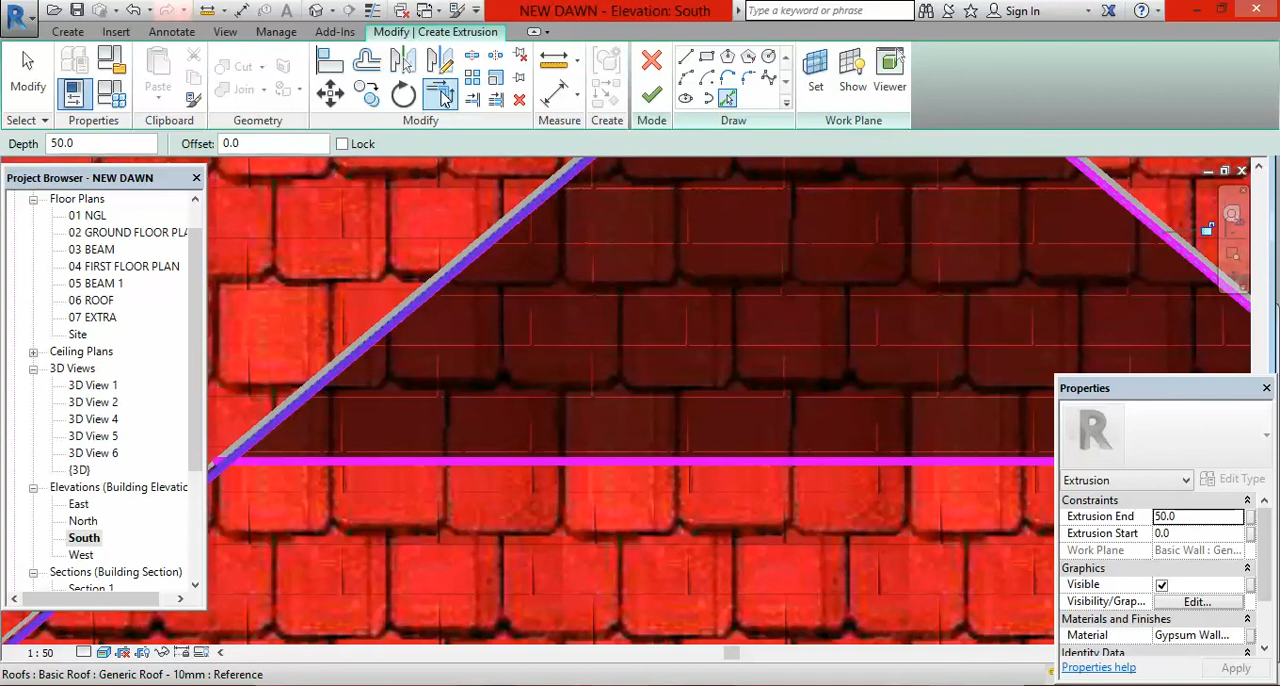 NEW DAWN - Elevation: South
Type a keyword or phrase
Sign In
Create Insert Annotate View Manage Add-Ins Modify | Create Extrusion
Modify
Paste
Cut
Join
Create
Set Show Viewer
Select Properties Clipboard Geometry Modify Measure Create Mode Draw Work Plane
Depth 50.0 Offset: 0.0 Lock
Project Browser - NEW DAWN
Floor Plans
01 NGL
02 GROUND FLOOR PL
03 BEAM
04 FIRST FLOOR PLAN
05 BEAM 1
06 ROOF
07 EXTRA
Site
Ceiling Plans
3D Views
3D View 1
3D View 2
3D View 4
3D View 5
3D View 6
{3D}
Elevations (Building Elevatio
East
North
South
West
Sections (Building Section)
Section 1
Properties
R
Extrusion Edit Type
Constraints
Extrusion End 50.0
Extrusion Start 0.0
Work Plane Basic Wall : Gen...
Graphics
Visible
Visibility/Grap... Edit...
Materials and Finishes
Material Gypsum Wall...
Identity Data
Properties help Apply
1 : 50
Roofs : Basic Roof : Generic Roof - 10mm : Reference